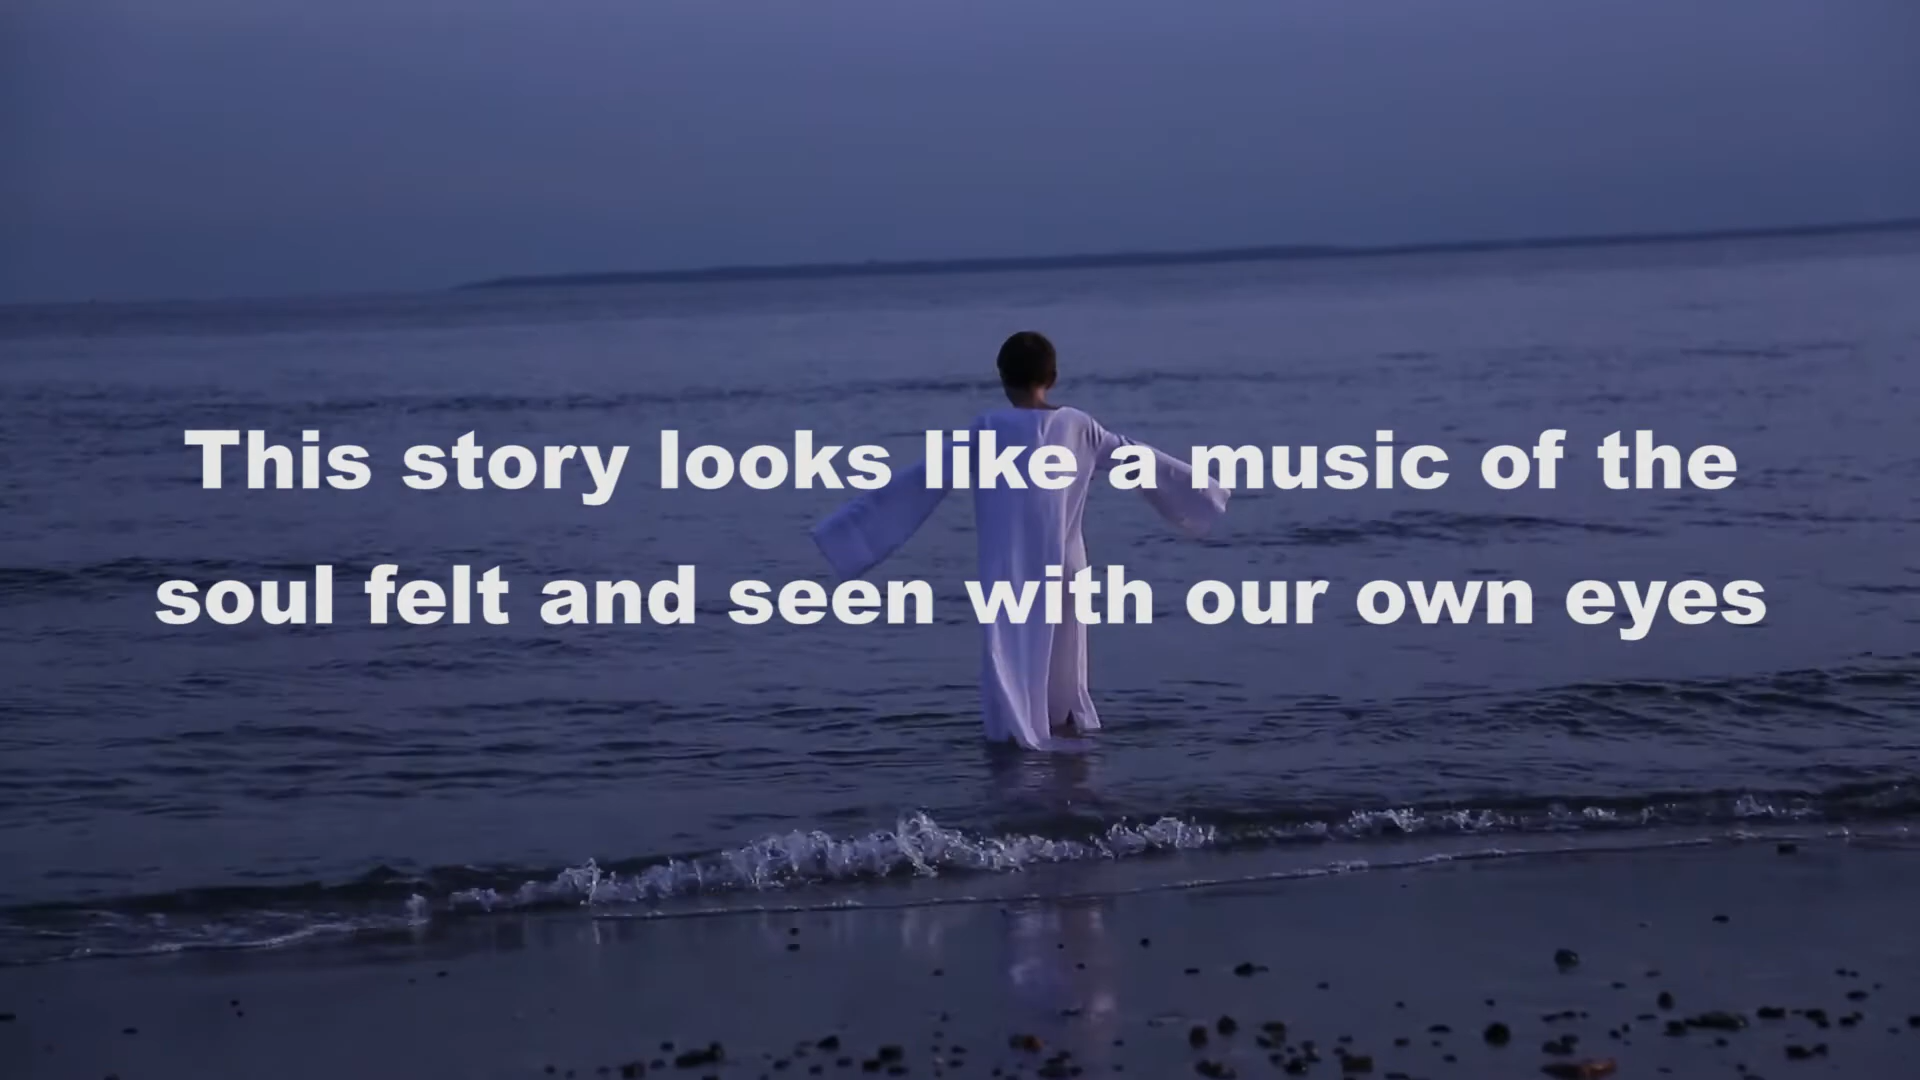 This story looks like a music of the
soul felt and seen with our own eyes